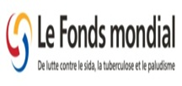 Le Fonds mondial
De lutte contre le sida, la tuberculose et le paludisme